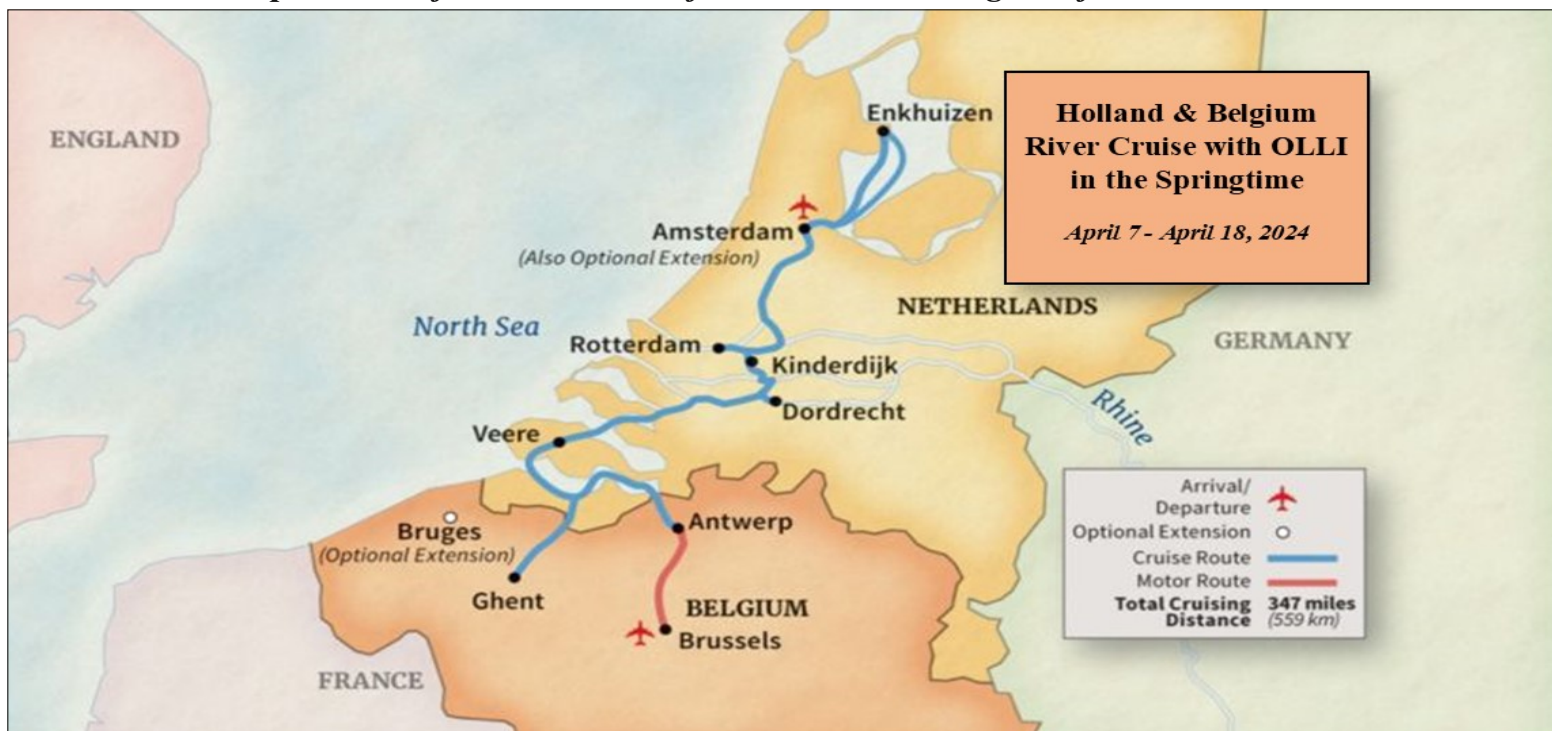 ENGLAND
Enkhuizen
Holland & Belgium
River Cruise with OLLI
in the Springtime
April 7 - April 18, 2024
Amsterdam
(Also Optional Extension)
NETHERLANDS
North Sea
GERMANY
Rotterdam
Kinderdijk
Dordrecht
Rhine
Veere
Antwerp
Bruges
(Optional Extension)
Ghent
BELGIUM
Brussels
FRANCE
Arrival/
Departure
Optional Extension
Cruise Route
Motor Route
Total Cruising 347 miles
Distance (559 km)